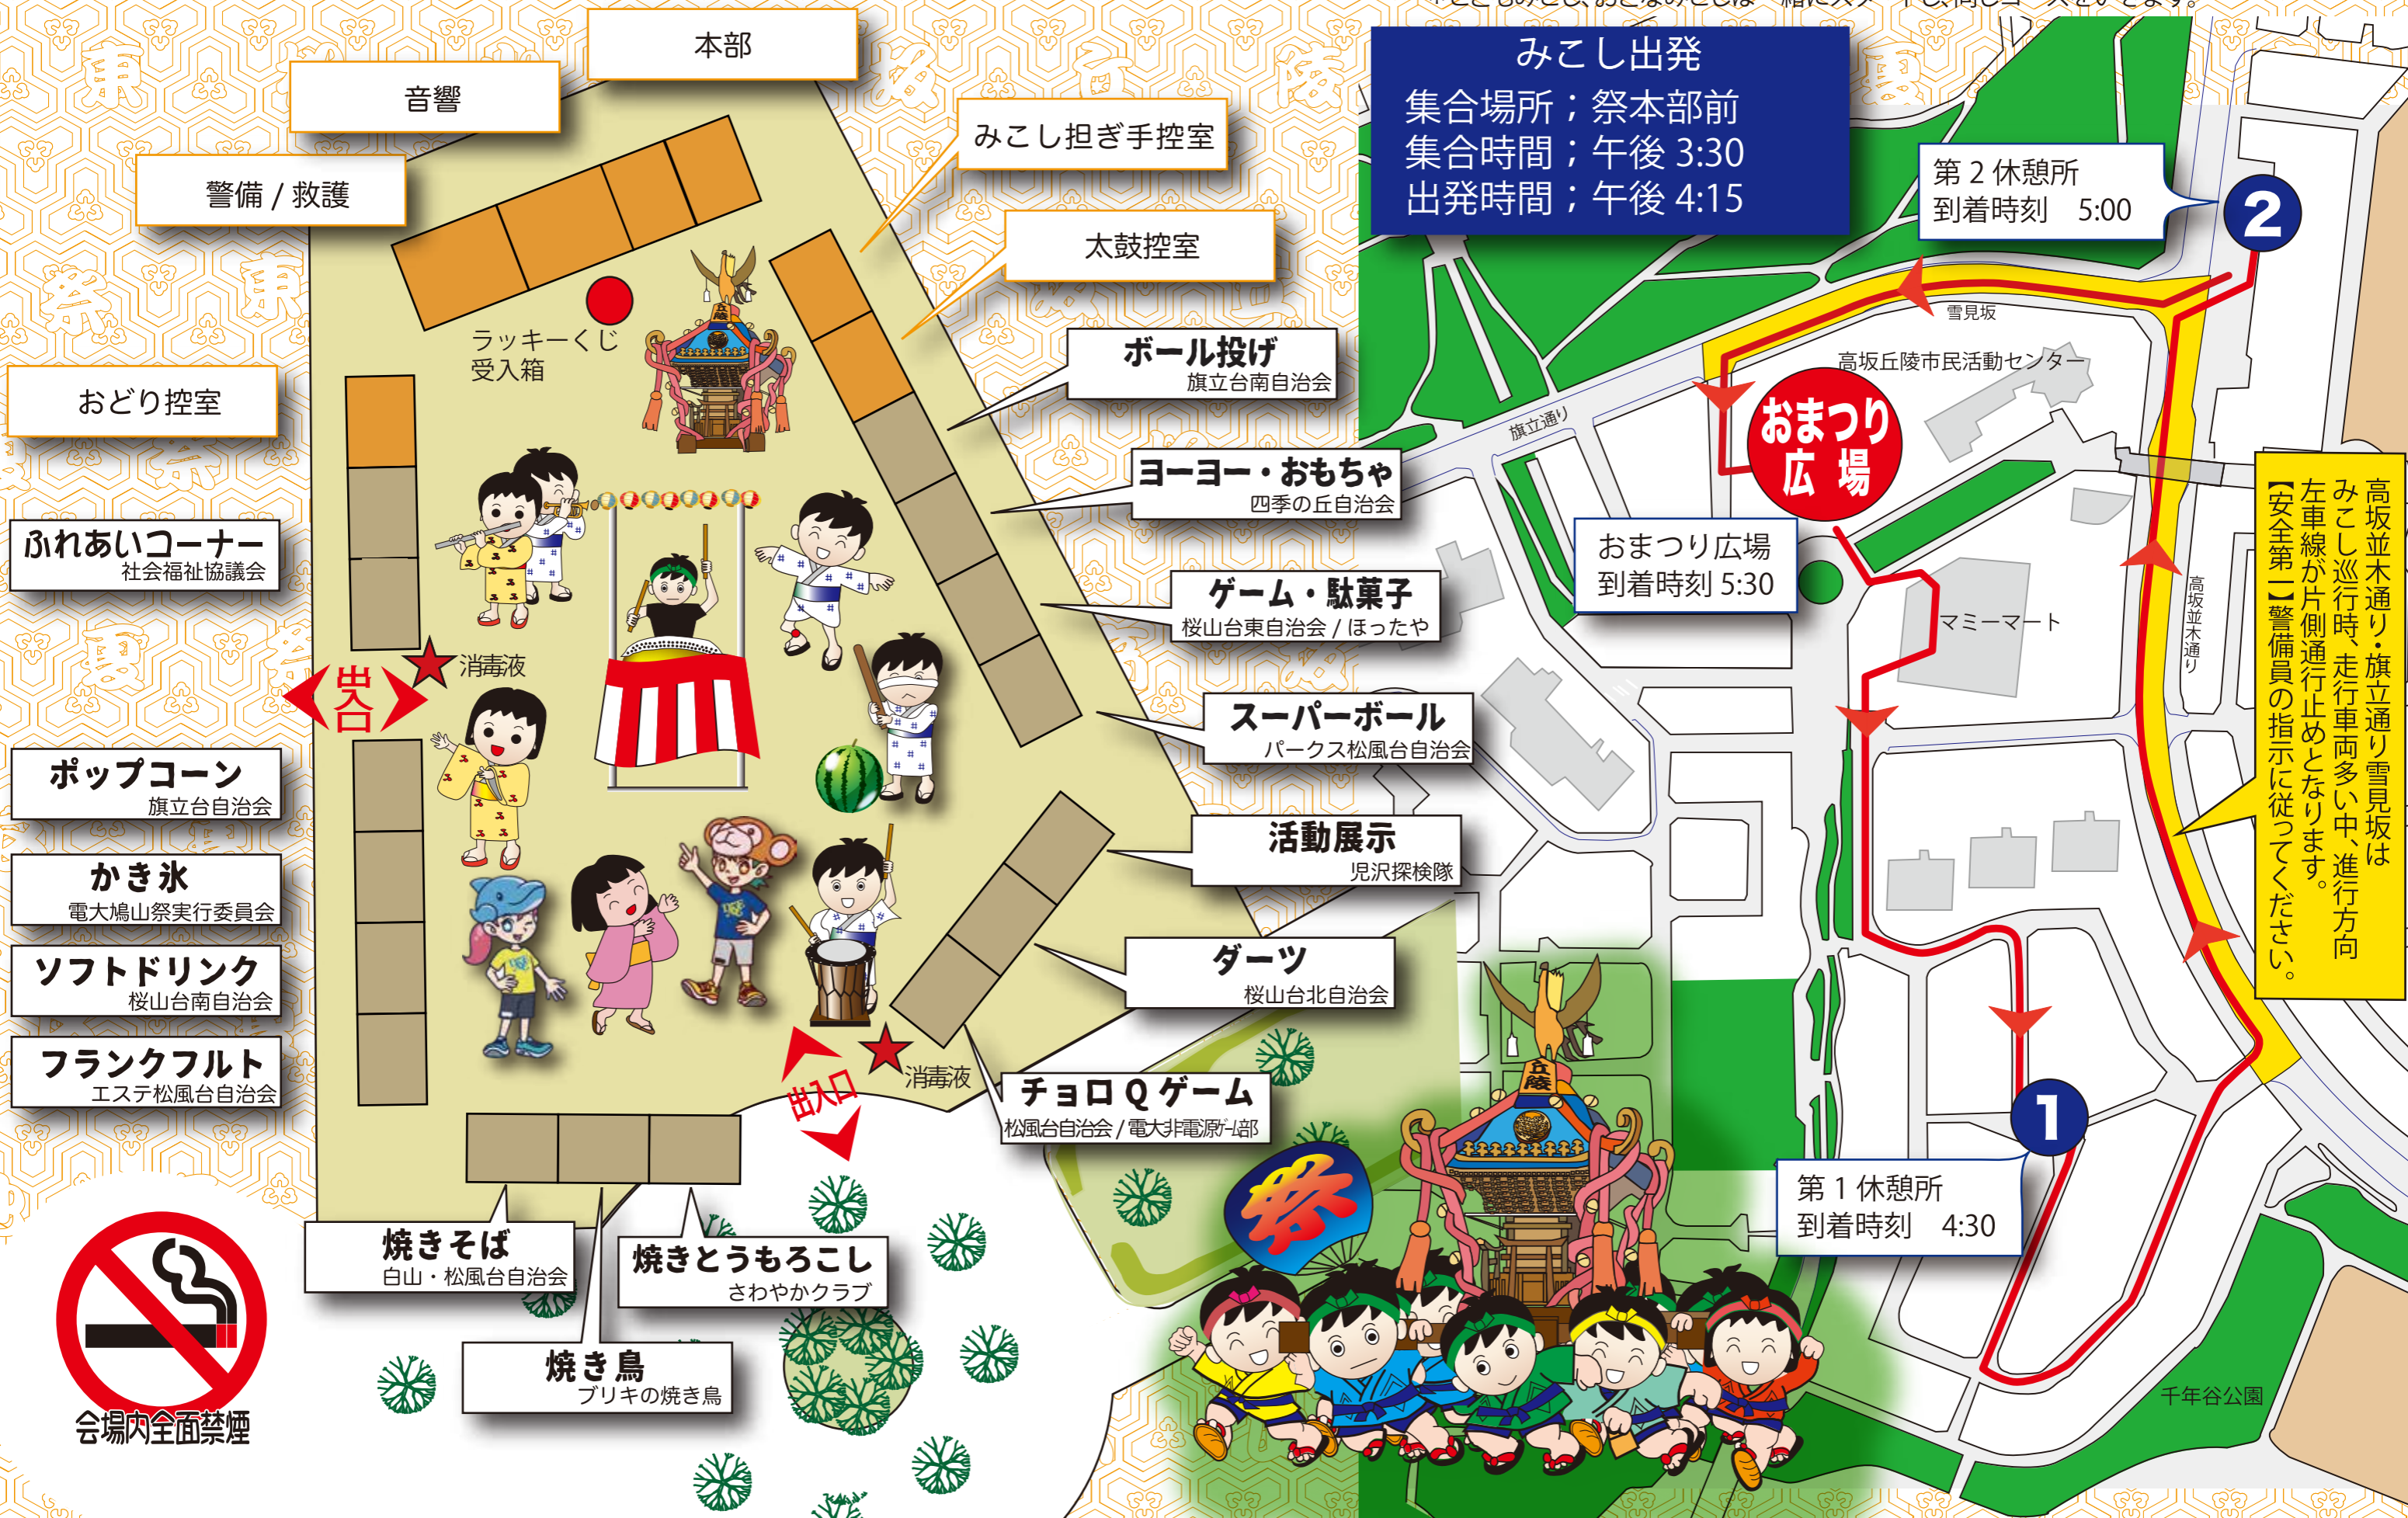 本部
音響
警備 / 救護
みこし担ぎ手控室
太鼓控室
おどり控室
ラッキーくじ
受入箱
ボール投げ
旗立台南自治会
ヨーヨー・おもちゃ
四季の丘自治会
ゲーム・駄菓子
桜山台東自治会 / ほったや
スーパーボール
パークス松風台自治会
活動展示
児沢探検隊
ダーツ
桜山台北自治会
チョロQゲーム
松風台自治会 / 電大非電源ゲーム部
ふれあいコーナー
社会福祉協議会
消毒液
ポップコーン
旗立台自治会
かき氷
電大鳩山祭実行委員会
ソフトドリンク
桜山台南自治会
フランクフルト
エステ松風台自治会
消毒液
出入口
焼きそば
白山・松風台自治会
焼きとうもろこし
さわやかクラブ
焼き鳥
ブリキの焼き鳥
会場内全面禁煙
丘陵
みこし出発
集合場所；祭本部前
集合時間；午後 3:30
出発時間；午後 4:15
第 2 休憩所
到着時刻　5:00
2
雪見坂
高坂丘陵市民活動センター
旗立通り
おまつり
広場
おまつり広場
到着時刻 5:30
マミーマート
高坂並木通り
高坂並木通り・旗立通り雪見坂は
みこし巡行時、走行車両多い中、進行方向
左車線が片側通行止めとなります。
【安全第一】警備員の指示に従ってください。
1
第 1 休憩所
到着時刻　4:30
千年谷公園
丘陵
祭